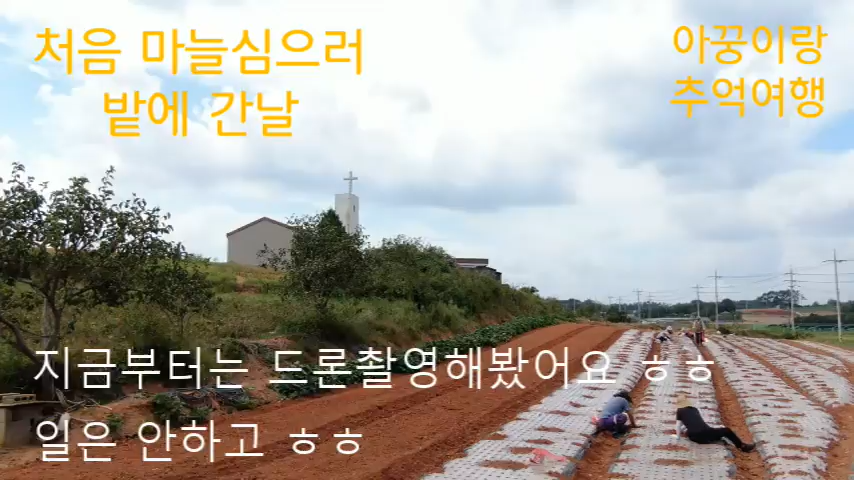 처음 마늘심으러
밭에 간날
아꿍이랑
추억여행
지금부터는 드론촬영해봤어요 ㅎㅎ
일은 안하고 ㅎㅎ